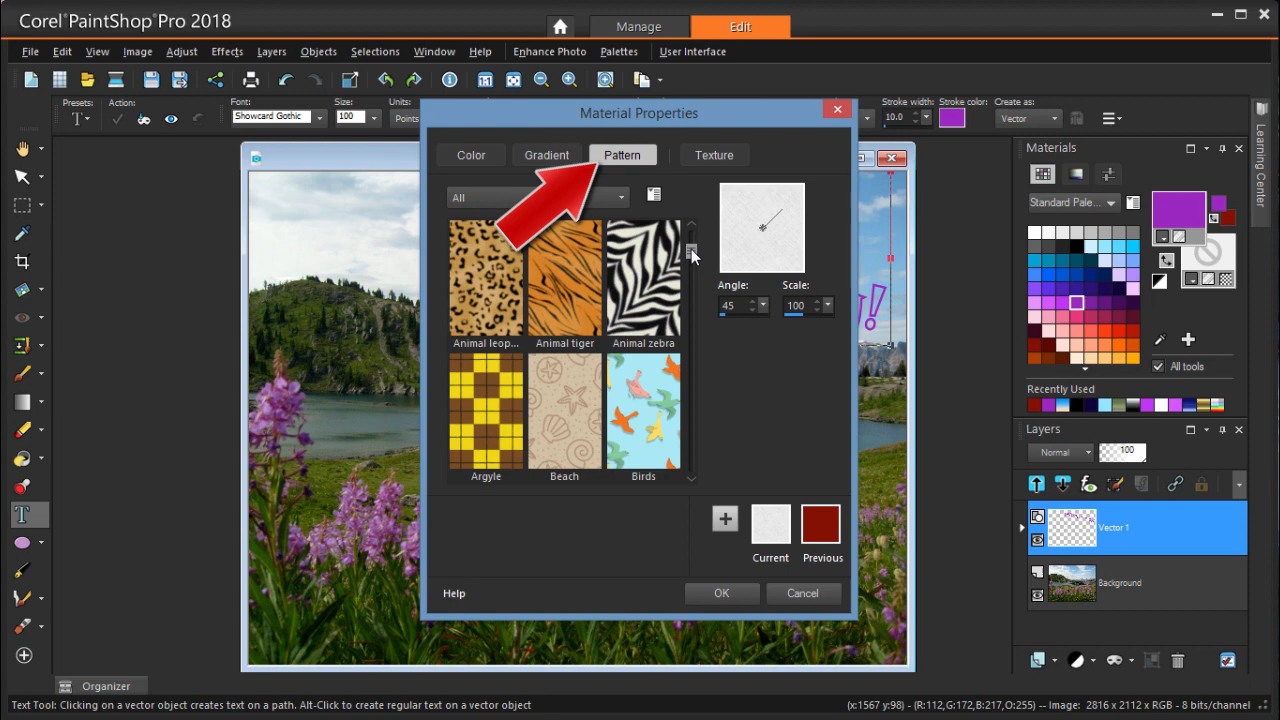 Corel®PaintShop®Pro 2018
Manage
Edit
File Edit View Image Adjust Effects Layers Objects Selections Window Help Enhance Photo Palettes User Interface
Presets:
Action:
Font:
Showcard Gothic
Size:
100
Units:
Points
Stroke width:
10.0
Stroke color:
Create as:
Vector
Material Properties
Color
Gradient
Pattern
Texture
All
Animal leop...
Animal tiger
Animal zebra
Argyle
Beach
Birds
Angle:
45
Scale:
100
Current
Previous
Help
OK
Cancel
Materials
Standard Pale...
All tools
Recently Used
Layers
Normal
100
Vector 1
Background
Learning Center
Organizer
Text Tool: Clicking on a vector object creates text on a path. Alt-Click to create regular text on a vector object
(x:1567 y:98) -- (R:112,G:172,B:217,O:255) -- Image: 2816 x 2112 x RGB - 8 bits/channel